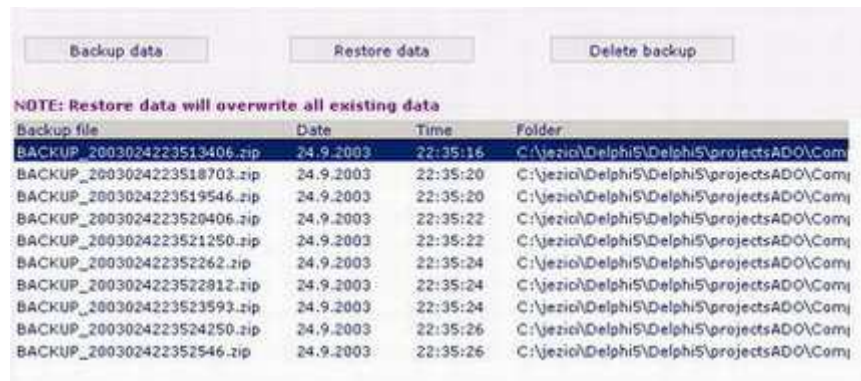 Backup data Restore data Delete backup
NOTE: Restore data will overwrite all existing data
Backup file Date Time Folder
BACKUP_2003024223513406.zip 24.9.2003 22:35:16 C:\jezici\Delphi5\Delphi5\projectsADO\Com
BACKUP_2003024223518703.zip 24.9.2003 22:35:20 C:\jezici\Delphi5\Delphi5\projectsADO\Com
BACKUP_2003024223519546.zip 24.9.2003 22:35:20 C:\jezici\Delphi5\Delphi5\projectsADO\Com
BACKUP_2003024223520406.zip 24.9.2003 22:35:22 C:\jezici\Delphi5\Delphi5\projectsADO\Com
BACKUP_2003024223521250.zip 24.9.2003 22:35:22 C:\jezici\Delphi5\Delphi5\projectsADO\Com
BACKUP_200302422352262.zip 24.9.2003 22:35:24 C:\jezici\Delphi5\Delphi5\projectsADO\Com
BACKUP_2003024223522812.zip 24.9.2003 22:35:24 C:\jezici\Delphi5\Delphi5\projectsADO\Com
BACKUP_2003024223523593.zip 24.9.2003 22:35:24 C:\jezici\Delphi5\Delphi5\projectsADO\Com
BACKUP_2003024223524250.zip 24.9.2003 22:35:26 C:\jezici\Delphi5\Delphi5\projectsADO\Com
BACKUP_200302422352546.zip 24.9.2003 22:35:26 C:\jezici\Delphi5\Delphi5\projectsADO\Com